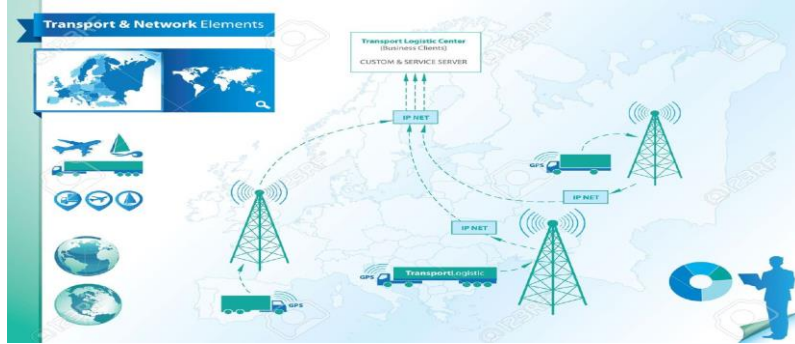 Transport & Network Elements
Transport Logistic Center
(Business Clients)
CUSTOM & SERVICE SERVER
IP NET
GPS
IP NET
IP NET
GPS
TransportLogistic
GPS
123RF